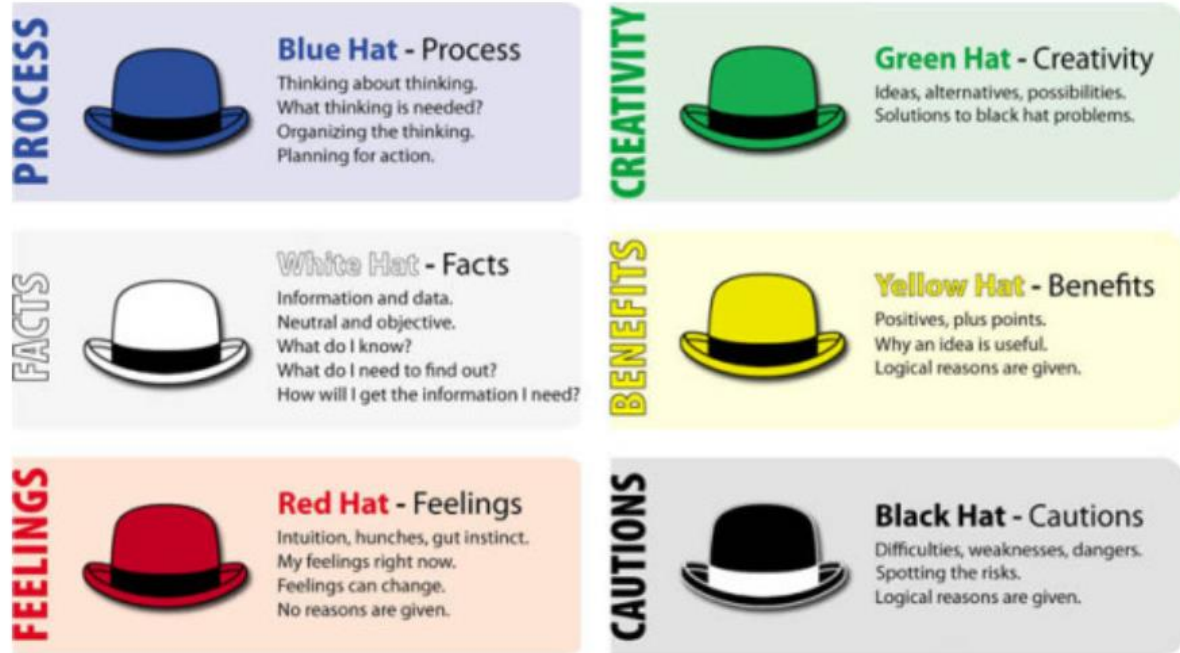 PROCESS
Blue Hat - Process
Thinking about thinking.
What thinking is needed?
Organizing the thinking.
Planning for action.
CREATIVITY
Green Hat - Creativity
Ideas, alternatives, possibilities.
Solutions to black hat problems.
FACTS
White Hat - Facts
Information and data.
Neutral and objective.
What do I know?
What do I need to find out?
How will I get the information I need?
BENEFITS
Yellow Hat - Benefits
Positives, plus points.
Why an idea is useful.
Logical reasons are given.
FEELINGS
Red Hat - Feelings
Intuition, hunches, gut instinct.
My feelings right now.
Feelings can change.
No reasons are given.
CAUTIONS
Black Hat - Cautions
Difficulties, weaknesses, dangers.
Spotting the risks.
Logical reasons are given.